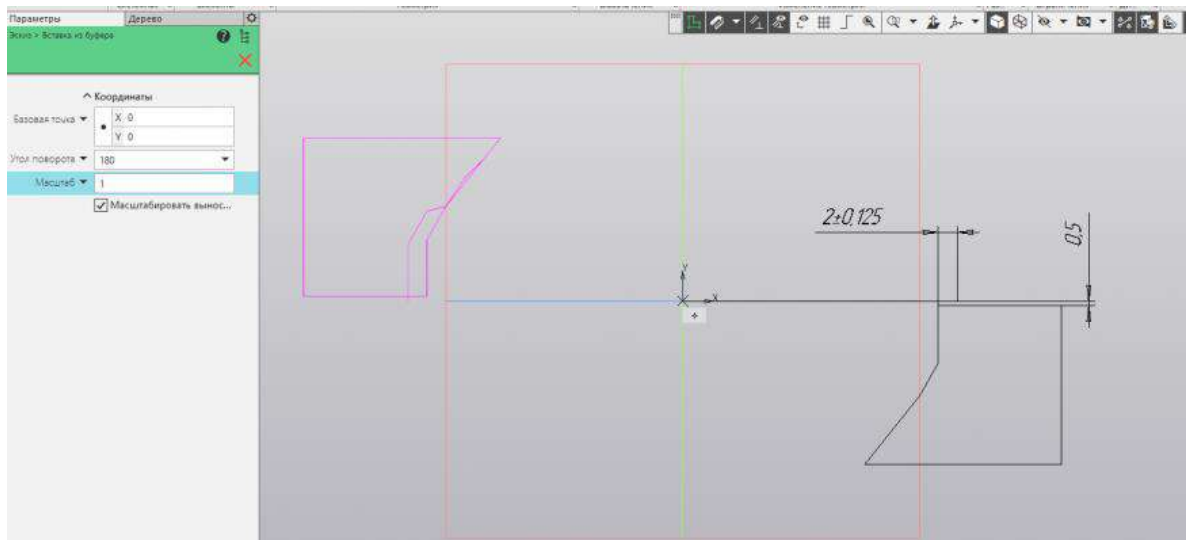 Параметры
Дерево
Эскиз > Вставка из буфера
Координаты
Базовая точка
X 0
Y 0
Угол поворота
180
Масштаб
1
Масштабировать вынос...
2±0,125
0,5
Y
X